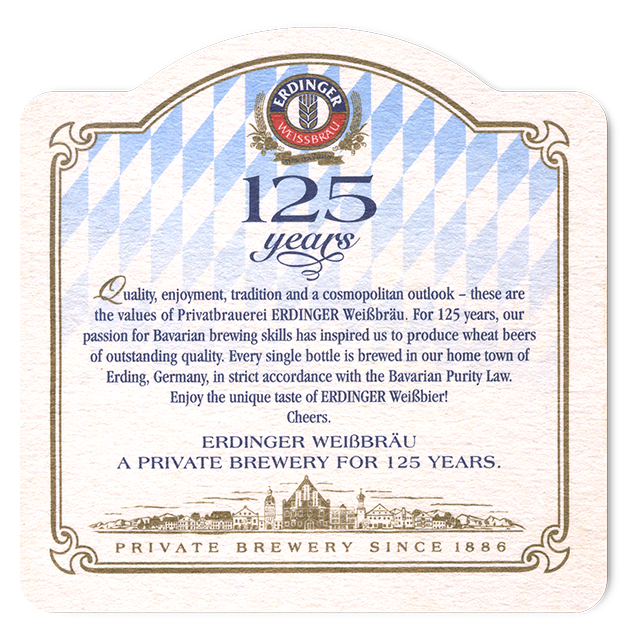 ERDINGER
WEISSBRÄU
125
years
Quality, enjoyment, tradition and a cosmopolitan outlook – these are
the values of Privatbrauerei ERDINGER Weißbräu. For 125 years, our
passion for Bavarian brewing skills has inspired us to produce wheat beers
of outstanding quality. Every single bottle is brewed in our home town of
Erding, Germany, in strict accordance with the Bavarian Purity Law.
Enjoy the unique taste of ERDINGER Weißbier!
Cheers.
ERDINGER WEIßBRÄU
A PRIVATE BREWERY FOR 125 YEARS.
PRIVATE BREWERY SINCE 1886